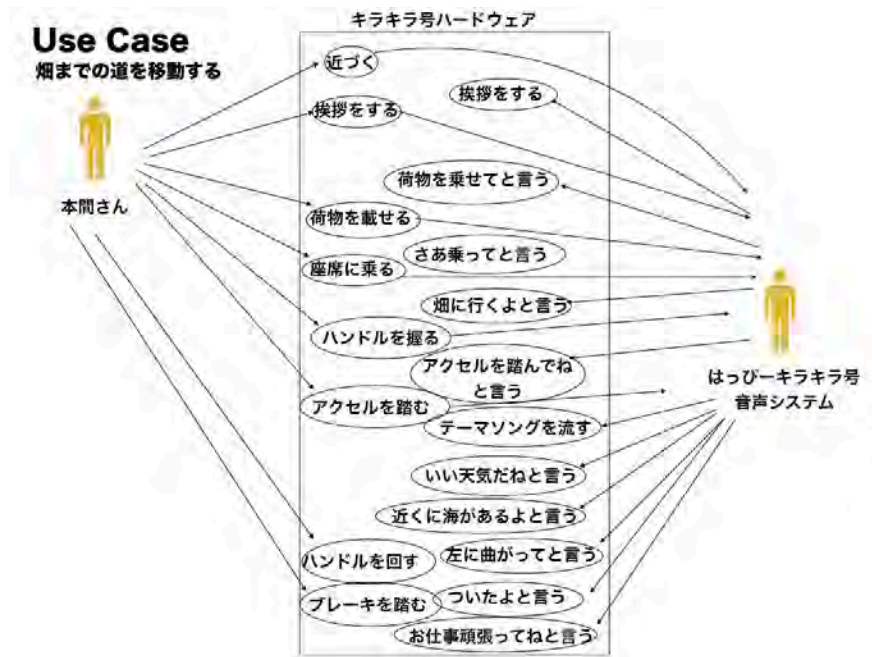 キラキラ号ハードウェア
Use Case
畑までの道を移動する
近づく
挨拶をする
挨拶をする
荷物を乗せてと言う
本間さん
荷物を載せる
さあ乗ってと言う
座席に乗る
畑に行くよと言う
ハンドルを握る
アクセルを踏んでね
と言う
はっぴーキラキラ号
音声システム
アクセルを踏む
テーマソングを流す
いい天気だねと言う
近くに海があるよと言う
左に曲がってと言う
ハンドルを回す
ついたよと言う
ブレーキを踏む
お仕事頑張ってねと言う